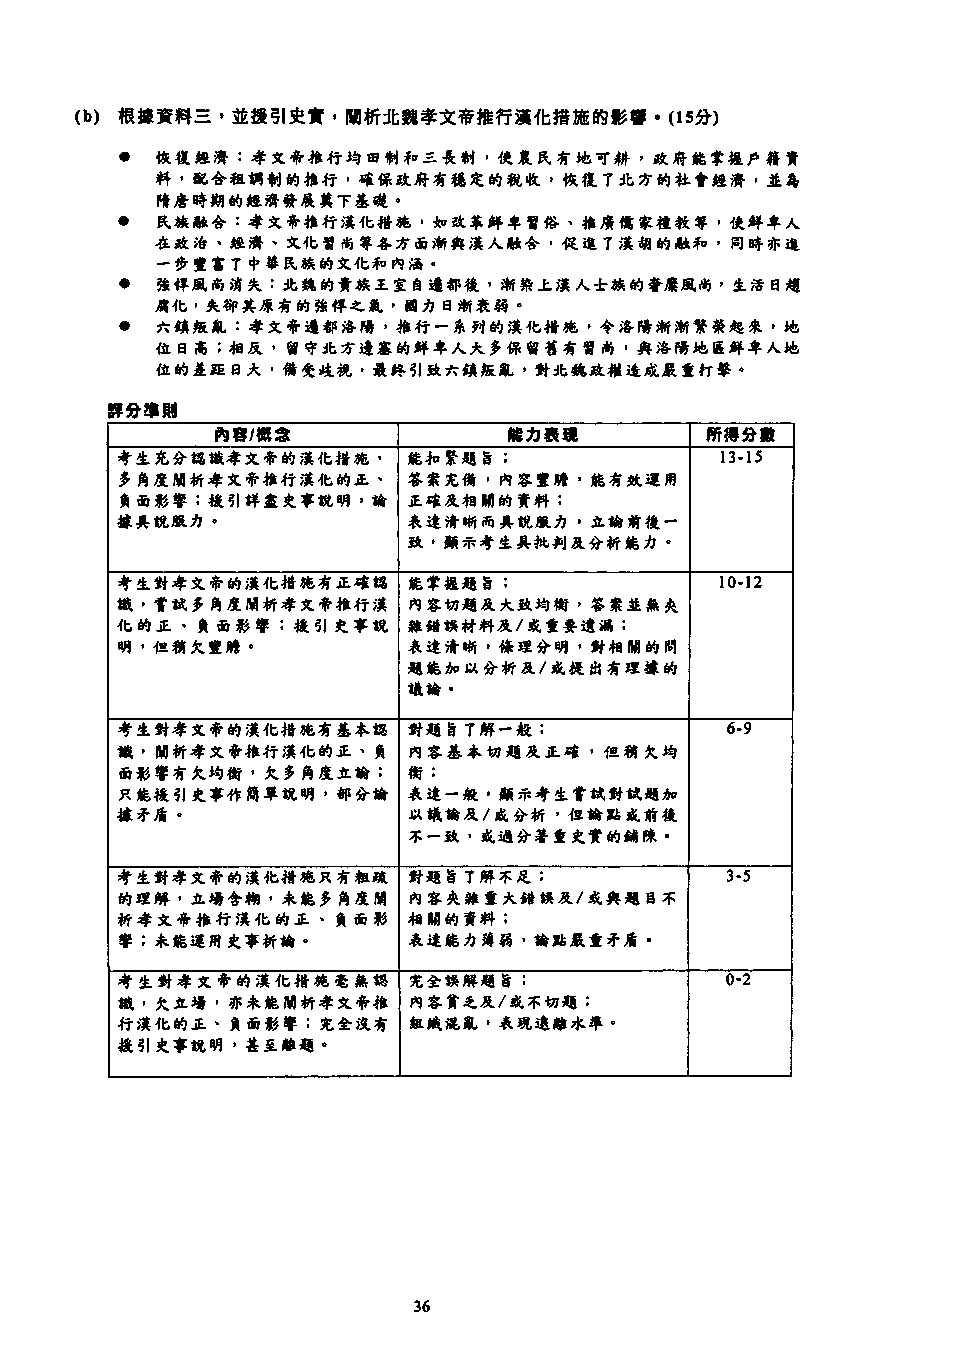 (b) 根據資料三，並援引史實，闡析北魏孝文帝推行漢化措施的影響。(15分)
● 恢復經濟：孝文帝推行均田制和三長制，使農民有地可耕，政府能掌握戶籍資
料，配合租調制的推行，確保政府有穩定的稅收，恢復了北方的社會經濟，並為
隋唐時期的經濟發展奠下基礎。
● 民族融合：孝文帝推行漢化措施，如改革鮮卑習俗、推廣儒家禮教等，使鮮卑人
在政治、經濟、文化習尚等各方面漸與漢人融合，促進了漢胡的融和，同時亦進
一步豐富了中華民族的文化和內涵。
● 強悍風尚消失：北魏的貴族王室自遷都後，漸染上漢人士族的奢靡風尚，生活日趨
腐化，失卻其原有的強悍之氣，國力日漸衰弱。
● 六鎮叛亂：孝文帝遷都洛陽，推行一系列的漢化措施，令洛陽漸漸繁榮起來，地
位日高；相反，留守北方邊塞的鮮卑人大多保留舊有習尚，與洛陽地區鮮卑人地
位的差距日大，備受歧視，最終引致六鎮叛亂，對北魏政權造成嚴重打擊。
評分準則
內容/概念 能力表現 所得分數
考生充分認識孝文帝的漢化措施， 能扣緊題旨； 13-15
多角度闡析孝文帝推行漢化的正、 答案完備，內容豐贍，能有效運用
負面影響；援引詳盡史事說明，論 正確及相關的資料；
據具說服力。 表達清晰而具說服力，立論前後一
致，顯示考生具批判及分析能力。
考生對孝文帝的漢化措施有正確認 能掌握題旨； 10-12
識，嘗試多角度闡析孝文帝推行漢 內容切題及大致均衡，答案並無夾
化的正、負面影響；援引史事說 雜錯誤材料及/或重要遺漏；
明，但稍欠豐贍。 表達清晰，條理分明，對相關的問
題能加以分析及/或提出有理據的
議論。
考生對孝文帝的漢化措施有基本認 對題旨了解一般； 6-9
識，闡析孝文帝推行漢化的正、負 內容基本切題及正確，但稍欠均
面影響有欠均衡，欠多角度立論； 衡；
只能援引史事作簡單說明，部分論 表達一般，顯示考生嘗試對試題加
據矛盾。 以議論及/或分析，但論點或前後
不一致，或過分著重史實的鋪陳。
考生對孝文帝的漢化措施只有粗疏 對題旨了解不足； 3-5
的理解，立場含糊，未能多角度闡 內容夾雜重大錯誤及/或與題目不
析孝文帝推行漢化的正、負面影 相關的資料；
響；未能運用史事析論。 表達能力薄弱，論點嚴重矛盾。
考生對孝文帝的漢化措施毫無認 完全誤解題旨； 0-2
識，欠立場，亦未能闡析孝文帝推 內容貧乏及/或不切題；
行漢化的正、負面影響；完全沒有 組織混亂，表現遠離水準。
援引史事說明，甚至離題。
36